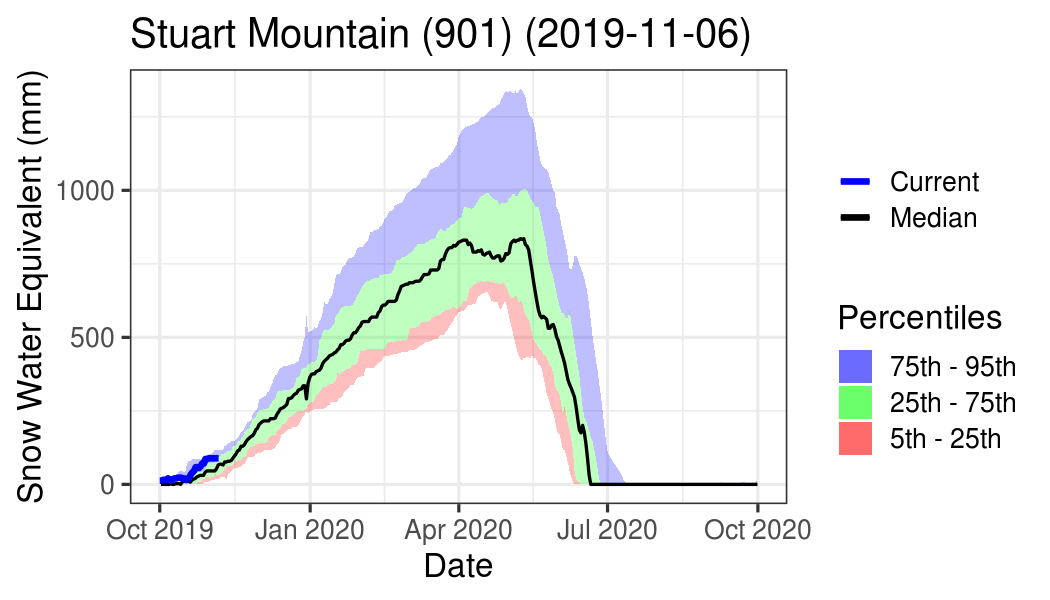 Stuart Mountain (901) (2019-11-06)
Snow Water Equivalent (mm)
1000
500
0
Oct 2019
Jan 2020
Apr 2020
Jul 2020
Oct 2020
Date
Current
Median
Percentiles
75th - 95th
25th - 75th
5th - 25th